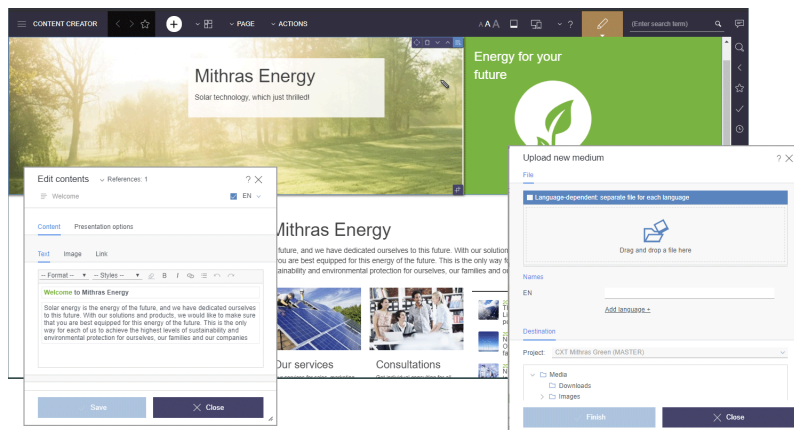 CONTENT CREATOR
PAGE
ACTIONS
A A A
?
(Enter search term)
Mithras Energy
Solar technology, which just thrilled!
Energy for your
future
Edit contents
References: 1
?
Welcome
EN
Content
Presentation options
Text
Image
Link
-- Format --
-- Styles --
B
I
Welcome to Mithras Energy
Solar energy is the energy of the future, and we have dedicated ourselves
to this future. With our solutions and products, we would like to make sure
that you are best equipped for this energy of the future. This is the only
way for each of us to achieve the highest levels of sustainability and
environmental protection for ourselves, our families and our companies
Save
Close
Mithras Energy
future, and we have dedicated ourselves to this future. With our solution
ou are best equipped for this energy of the future. This is the only way f
ainability and environmental protection for ourselves, our families and o
Our services
Consultations
Upload new medium
?
File
Language-dependent: separate file for each language
Drag and drop a file here
Names
EN
Add language +
Destination
Project:
CXT Mithras Green (MASTER)
Media
Downloads
Images
Finish
Close